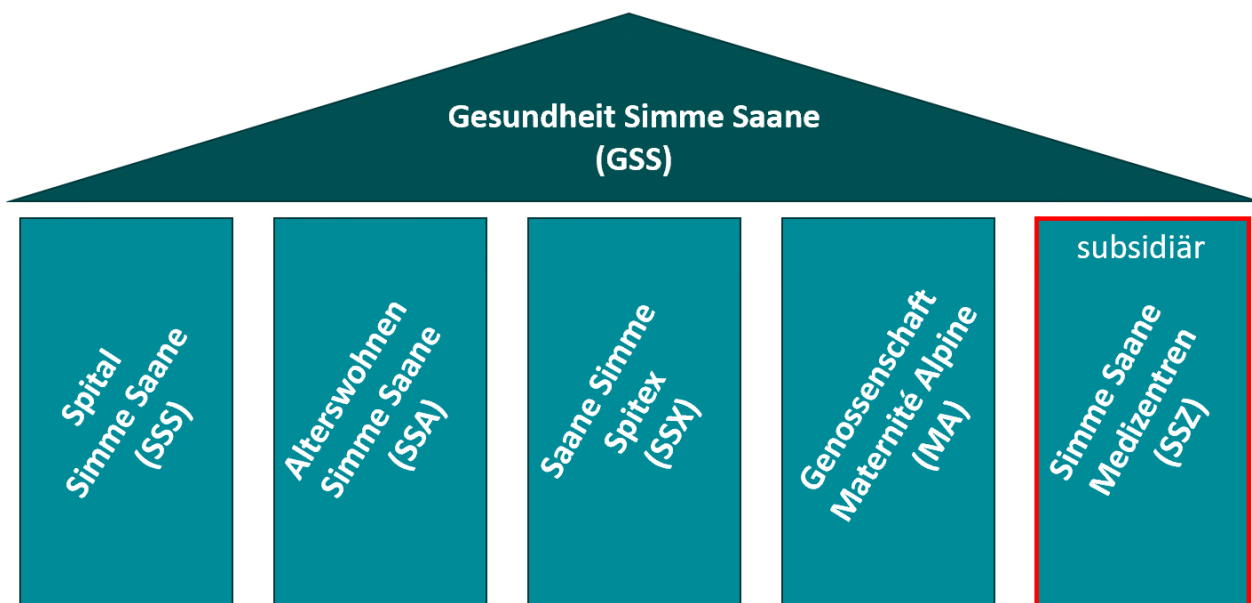 Gesundheit Simme Saane
(GSS)
Spital
Simme Saane
(SSS)
Alterswohnen
Simme Saane
(SSA)
Saane Simme
Spitex
(SSX)
Genossenschaft
Maternité Alpine
(MA)
subsidiär
Simme Saane
Medizentren
(SSZ)